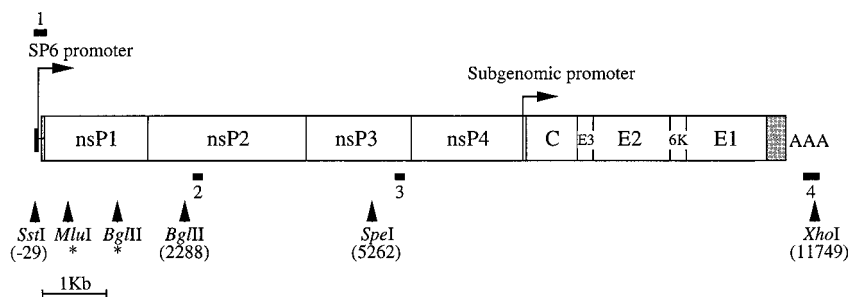 1
SP6 promoter
Subgenomic promoter
nsP1 nsP2 nsP3 nsP4 C E3 E2 6K E1 AAA
2 3 4
SstI MluI BglII BglII SpeI XhoI
(-29) * * (2288) (5262) (11749)
1Kb